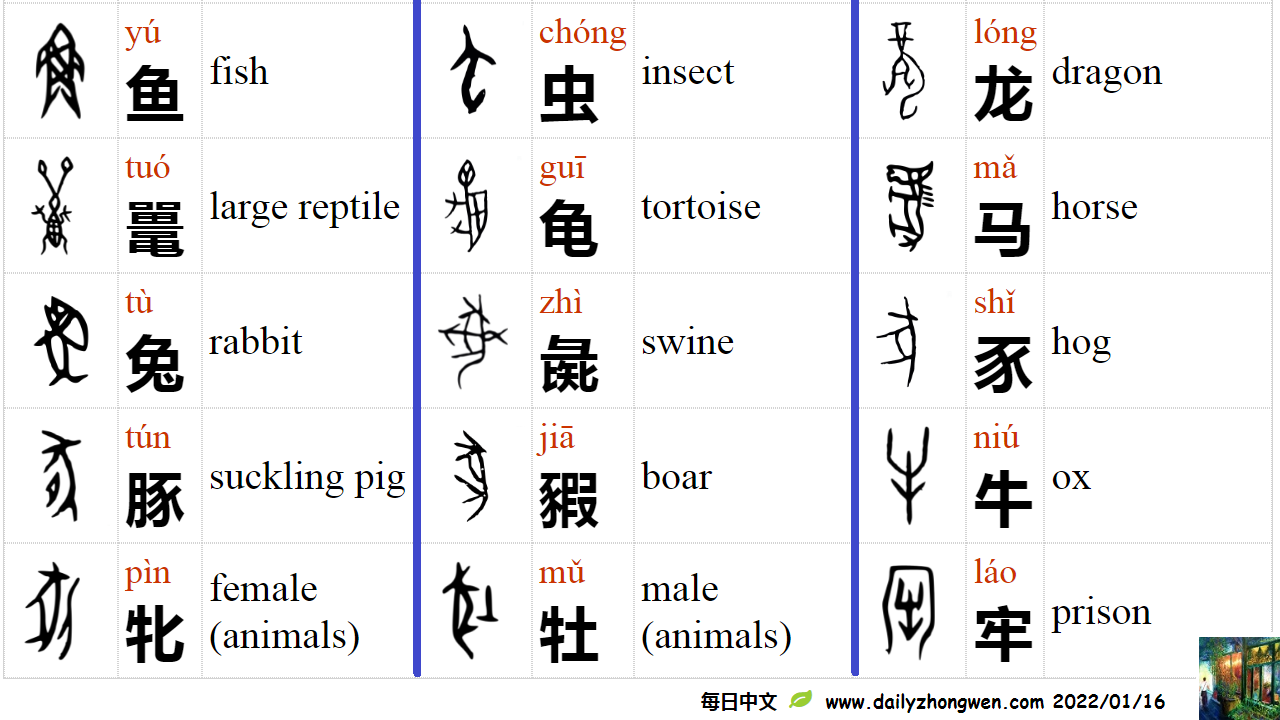 yú
鱼
fish
chóng
虫
insect
lóng
龙
dragon
tuó
鼍
large reptile
guī
龟
tortoise
mǎ
马
horse
tù
兔
rabbit
zhì
彘
swine
shǐ
豕
hog
tún
豚
suckling pig
jiā
豭
boar
niú
牛
ox
pìn
牝
female
(animals)
mǔ
牡
male
(animals)
láo
牢
prison
每日中文 www.dailyzhongwen.com 2022/01/16